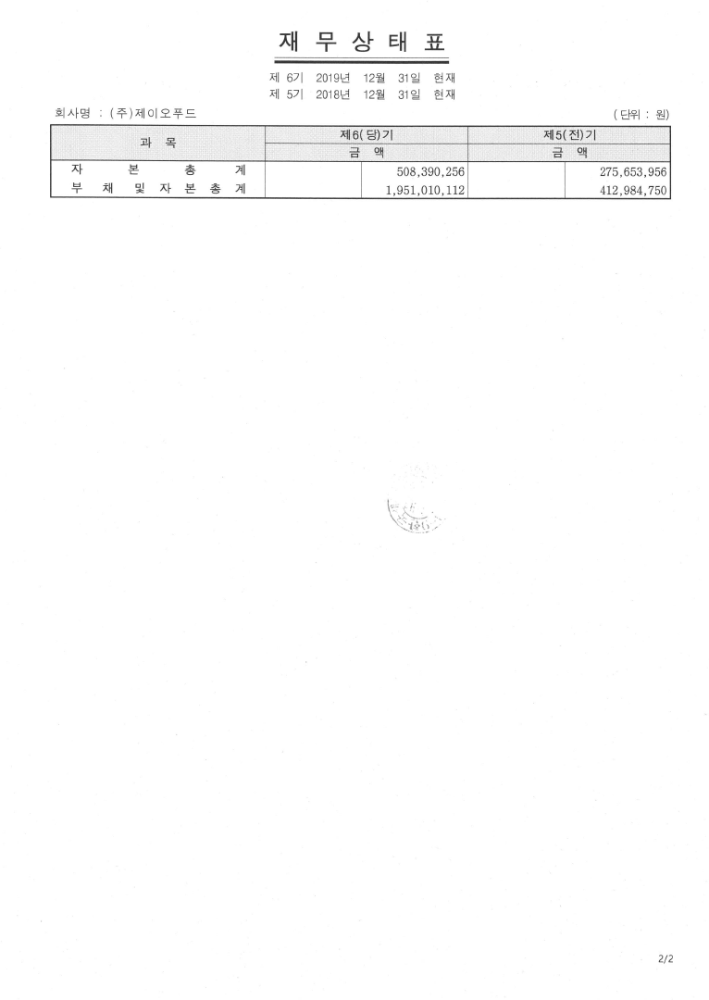 재 무 상 태 표
제 6기 2019년 12월 31일 현재
제 5기 2018년 12월 31일 현재
회사명 : (주)제이오푸드 (단위 : 원)
과 목 제6(당)기 제5(전)기
금 액 금 액
자 본 총 계 508,390,256 275,653,956
부 채 및 자 본 총 계 1,951,010,112 412,984,750
2/2